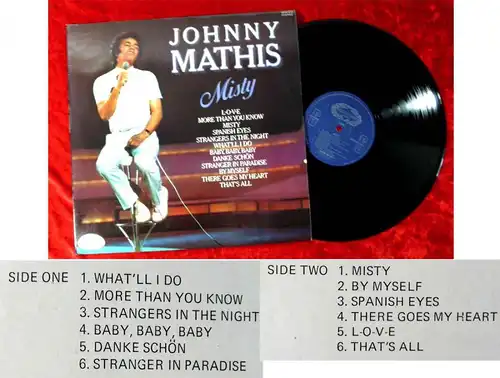 JOHNNY
MATHIS
Misty
L-O-V-E
MORE THAN YOU KNOW
MISTY
SPANISH EYES
STRANGERS IN THE NIGHT
WHAT'LL I DO
BABY, BABY, BABY
DANKE SCHÖN
STRANGER IN PARADISE
BY MYSELF
THERE GOES MY HEART
THAT'S ALL
SIDE ONE 1. WHAT'LL I DO
2. MORE THAN YOU KNOW
3. STRANGERS IN THE NIGHT
4. BABY, BABY, BABY
5. DANKE SCHÖN
6. STRANGER IN PARADISE
SIDE TWO 1. MISTY
2. BY MYSELF
3. SPANISH EYES
4. THERE GOES MY HEART
5. L-O-V-E
6. THAT'S ALL